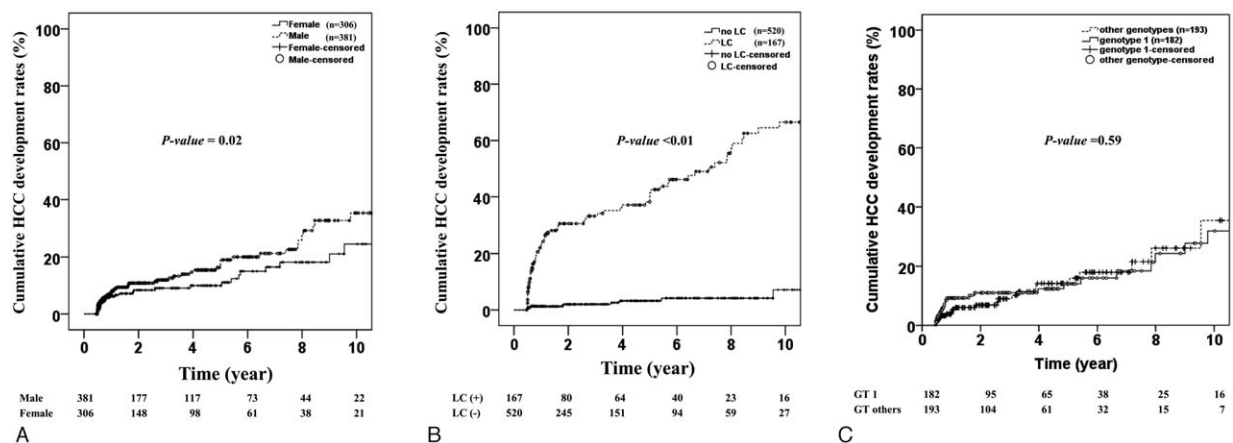 Cumulative HCC development rates (%)
100
80
60
40
20
0
Female (n=306)
Male (n=381)
Female-censored
Male-censored
P-value = 0.02
0 2 4 6 8 10
Time (year)
Male 381 177 117 73 44 22
Female 306 148 98 61 38 21
A
Cumulative HCC development rates (%)
100
80
60
40
20
0
no LC (n=520)
LC (n=167)
no LC-censored
LC-censored
P-value <0.01
0 2 4 6 8 10
Time (year)
LC (+) 167 80 64 40 23 16
LC (-) 520 245 151 94 59 27
B
Cumulative HCC development rates (%)
100
80
60
40
20
0
other genotypes (n=193)
genotype 1 (n=182)
genotype 1-censored
other genotype-censored
P-value =0.59
0 2 4 6 8 10
Time (year)
GT 1 182 95 65 38 25 16
GT others 193 104 61 32 15 7
C